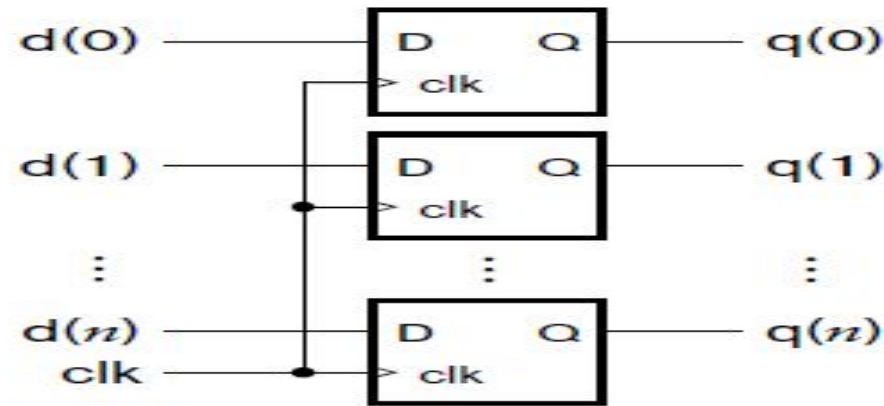 d(0) D Q q(0)
clk
d(1) D Q q(1)
clk
⋮ ⋮ ⋮
d(n) D Q q(n)
clk clk